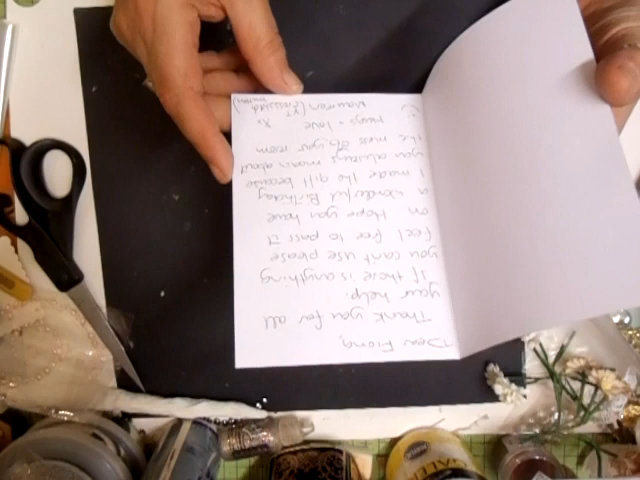 Dear Fiona,
Thank you for all
your help.
If there is anything
you cant use please
feel free to pass it
on Hope you have
a wonderful Birthday
I made the gift because
you always moan about
the mess of your room
Hugs + love xx
Maureen